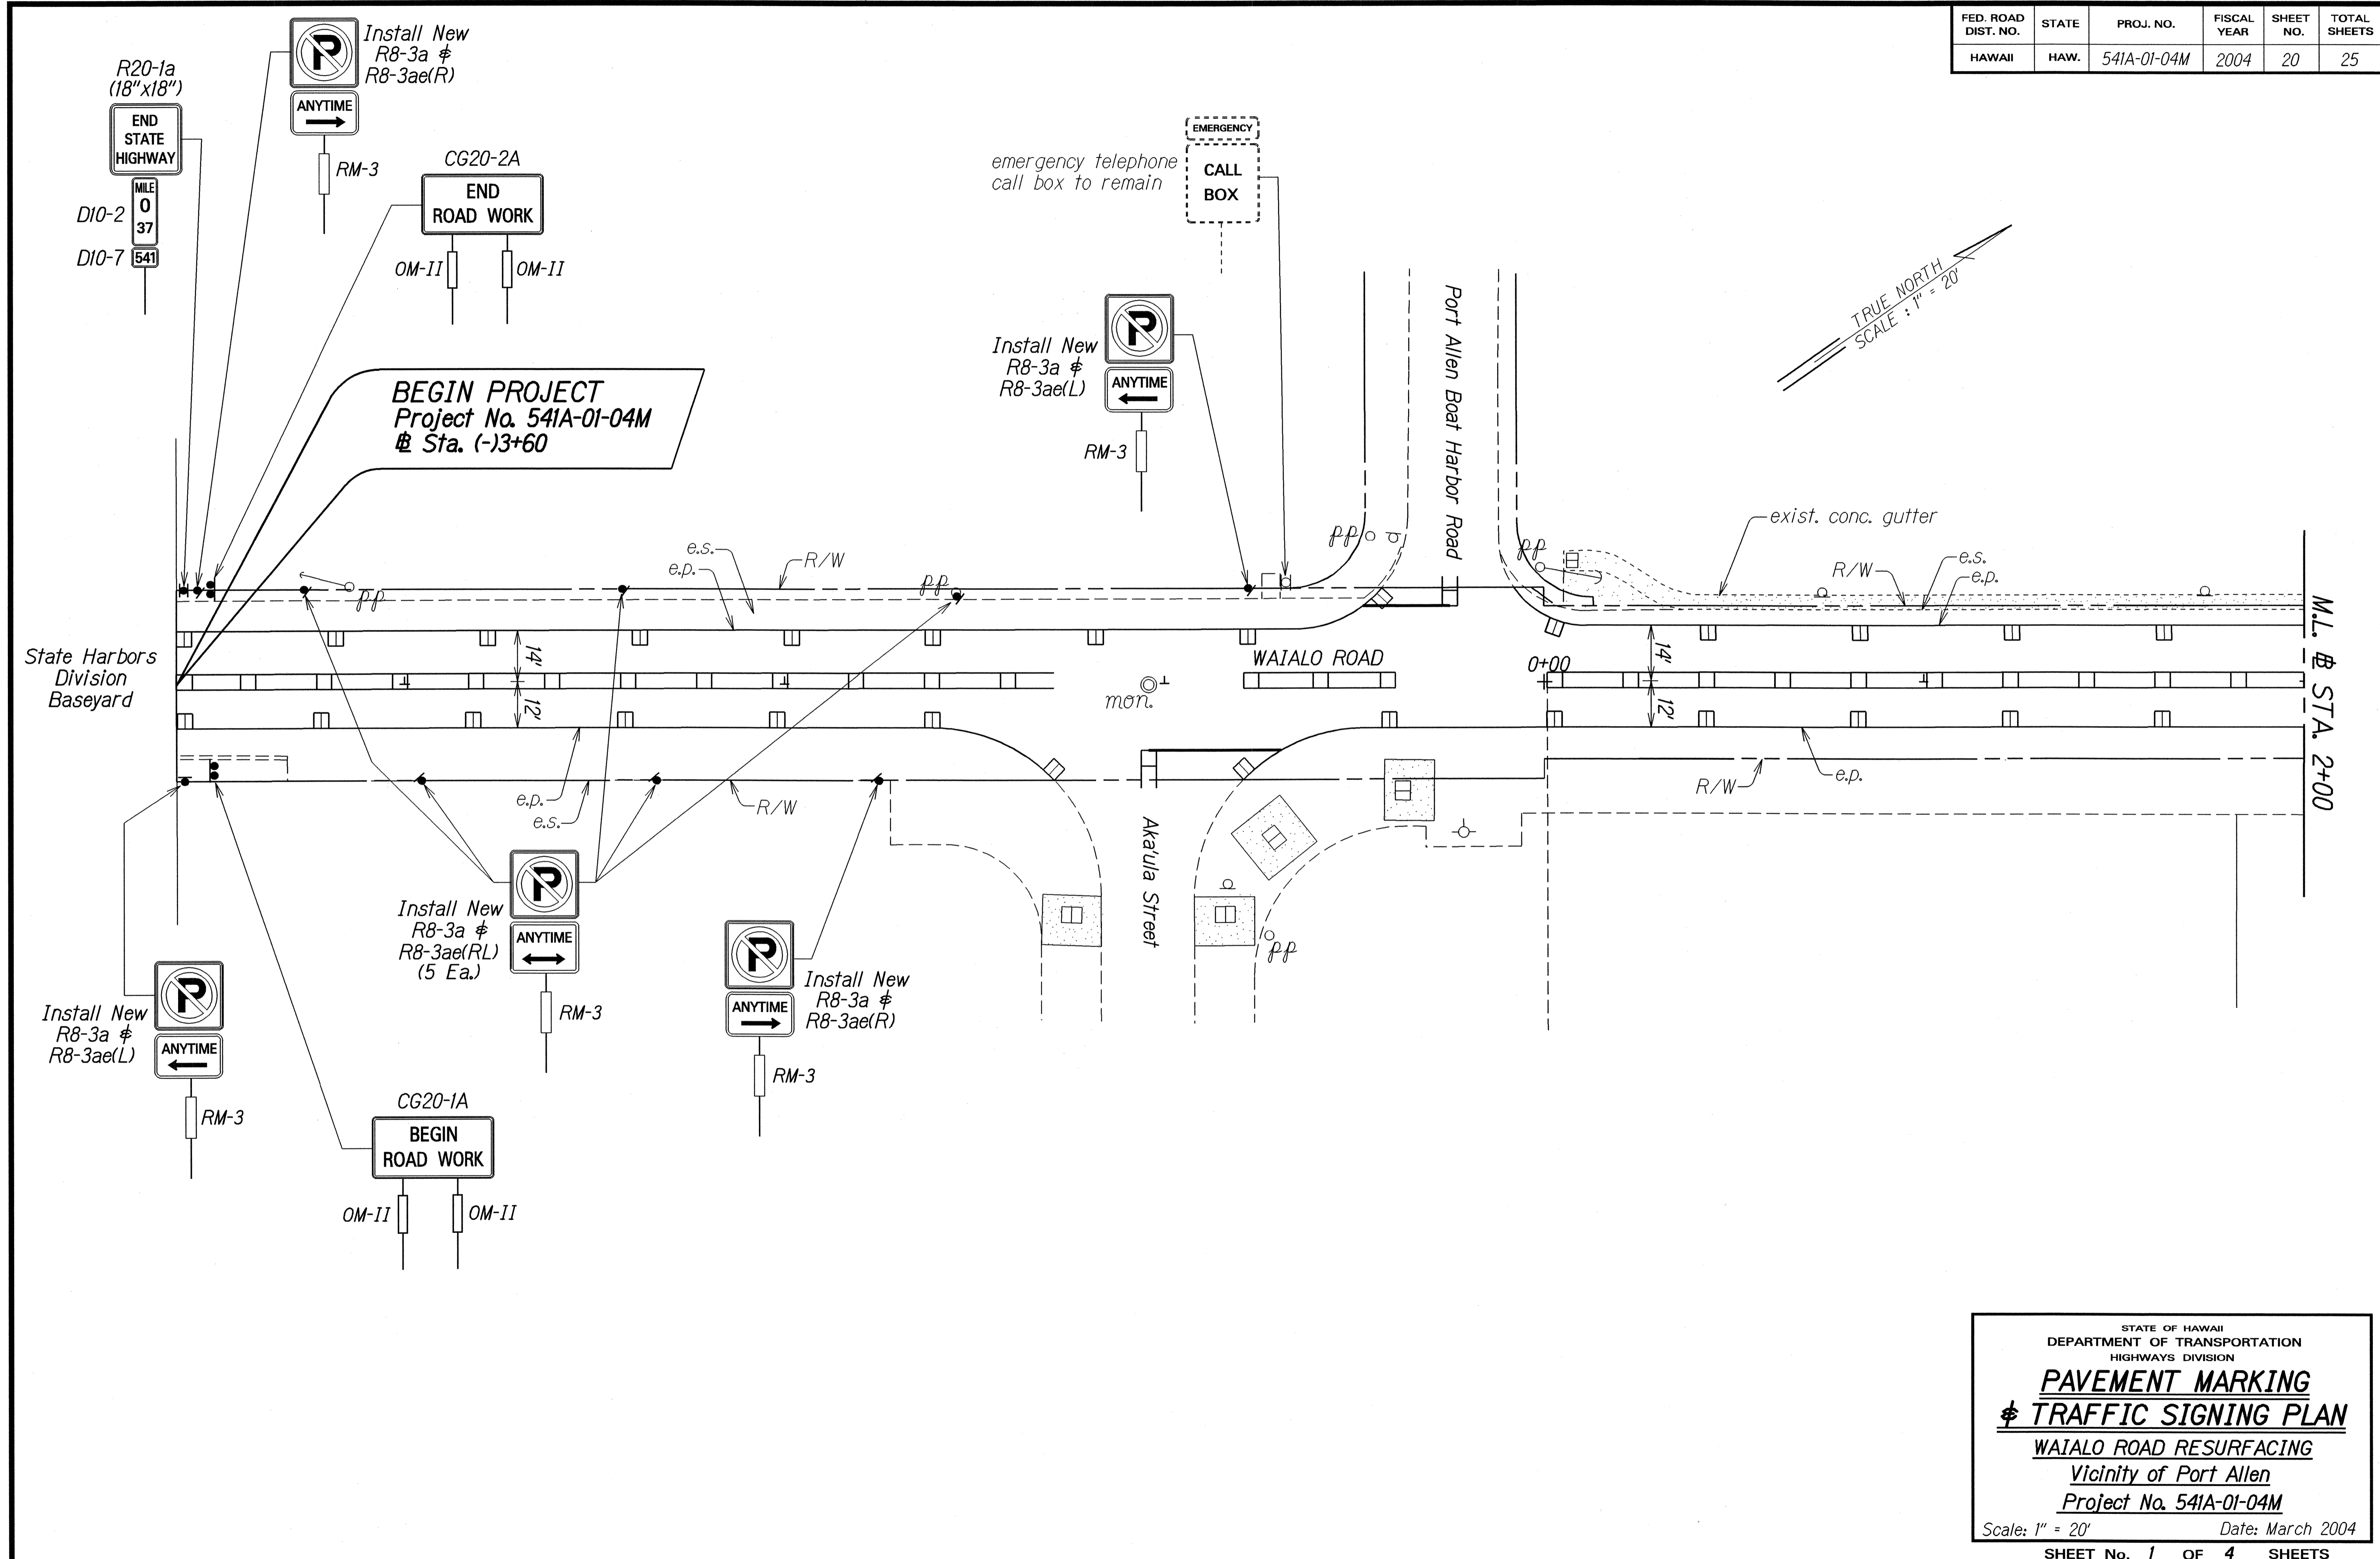 FED. ROAD DIST. NO.
STATE
PROJ. NO.
FISCAL YEAR
SHEET NO.
TOTAL SHEETS
HAWAII
HAW.
541A-01-04M
2004
20
25
R20-1a
(18"x18")
END
STATE
HIGHWAY
MILE
0
37
D10-2
D10-7
541
P
ANYTIME
Install New
R8-3a &
R8-3ae(R)
RM-3
CG20-2A
END
ROAD WORK
OM-II
OM-II
BEGIN PROJECT
Project No. 541A-01-04M
℄ Sta. (-)3+60
EMERGENCY
CALL
BOX
emergency telephone
call box to remain
P
ANYTIME
Install New
R8-3a &
R8-3ae(L)
RM-3
Port Allen Boat Harbor Road
TRUE NORTH
SCALE : 1" = 20'
exist. conc. gutter
R/W
e.s.
e.p.
pp
pp
e.s.
e.p.
R/W
pp
pp
State Harbors
Division
Baseyard
14'
12'
mon.
WAIALO ROAD
0+00
14'
12'
M.L. ℄ STA. 2+00
e.p.
e.s.
R/W
R/W
e.p.
Aka'ula Street
pp
Install New
R8-3a &
R8-3ae(RL)
(5 Ea.)
P
ANYTIME
RM-3
P
ANYTIME
Install New
R8-3a &
R8-3ae(R)
RM-3
Install New
R8-3a &
R8-3ae(L)
P
ANYTIME
RM-3
CG20-1A
BEGIN
ROAD WORK
OM-II
OM-II
STATE OF HAWAII
DEPARTMENT OF TRANSPORTATION
HIGHWAYS DIVISION
PAVEMENT MARKING
& TRAFFIC SIGNING PLAN
WAIALO ROAD RESURFACING
Vicinity of Port Allen
Project No. 541A-01-04M
Scale: 1" = 20'
Date: March 2004
SHEET No. 1 OF 4 SHEETS